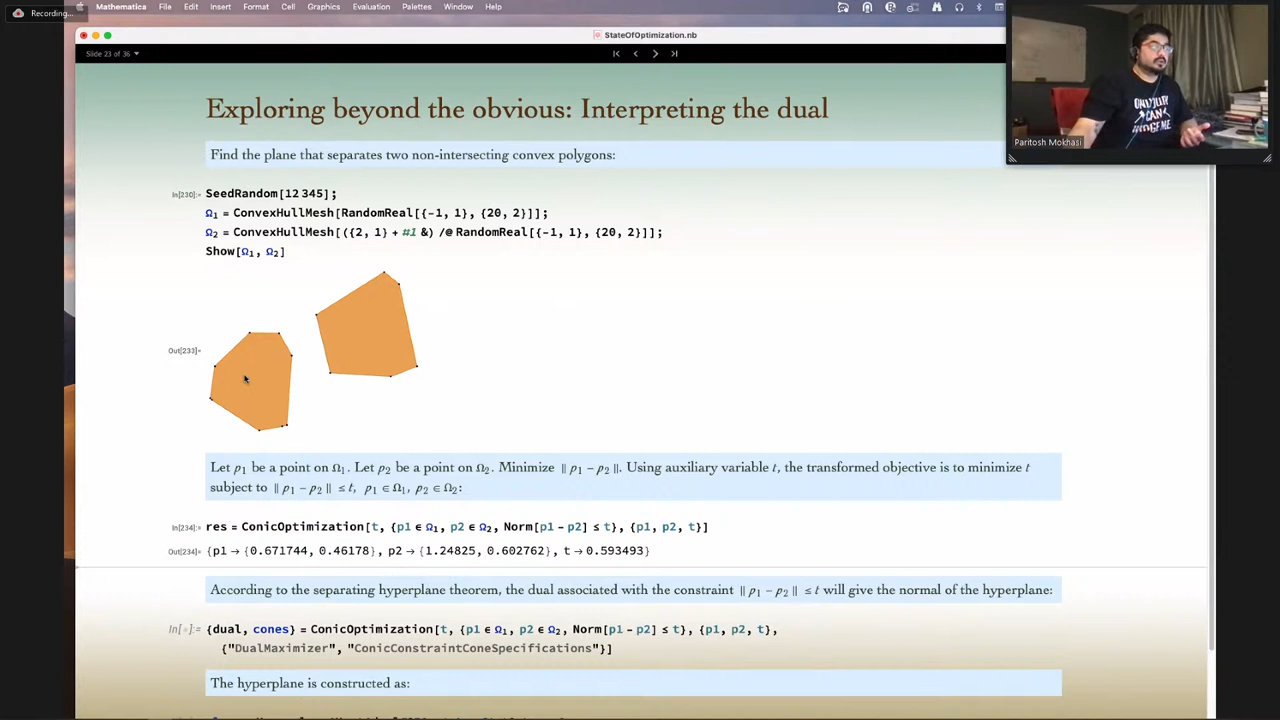 Recording...
Mathematica File Edit Insert Format Cell Graphics Evaluation Palettes Window Help
StateOfOptimization.nb
Slide 23 of 36
Exploring beyond the obvious: Interpreting the dual
Find the plane that separates two non-intersecting convex polygons:
In[230]:= SeedRandom[12 345];
Ω₁ = ConvexHullMesh[RandomReal[{-1, 1}, {20, 2}]];
Ω₂ = ConvexHullMesh[({2, 1} + #1 &) /@ RandomReal[{-1, 1}, {20, 2}]];
Show[Ω₁, Ω₂]
Out[233]=
Let p₁ be a point on Ω₁. Let p₂ be a point on Ω₂. Minimize ‖ p₁ - p₂ ‖. Using auxiliary variable t, the transformed objective is to minimize t
subject to ‖ p₁ - p₂ ‖ ≤ t, p₁ ∈ Ω₁, p₂ ∈ Ω₂:
In[234]:= res = ConicOptimization[t, {p1 ∈ Ω₁, p2 ∈ Ω₂, Norm[p1 - p2] ≤ t}, {p1, p2, t}]
Out[234]= {p1 → {0.671744, 0.46178}, p2 → {1.24825, 0.602762}, t → 0.593493}
According to the separating hyperplane theorem, the dual associated with the constraint ‖ p₁ - p₂ ‖ ≤ t will give the normal of the hyperplane:
In[◦]:= {dual, cones} = ConicOptimization[t, {p1 ∈ Ω₁, p2 ∈ Ω₂, Norm[p1 - p2] ≤ t}, {p1, p2, t},
{"DualMaximizer", "ConicConstraintConeSpecifications"}]
The hyperplane is constructed as:
Paritosh Mokhasi